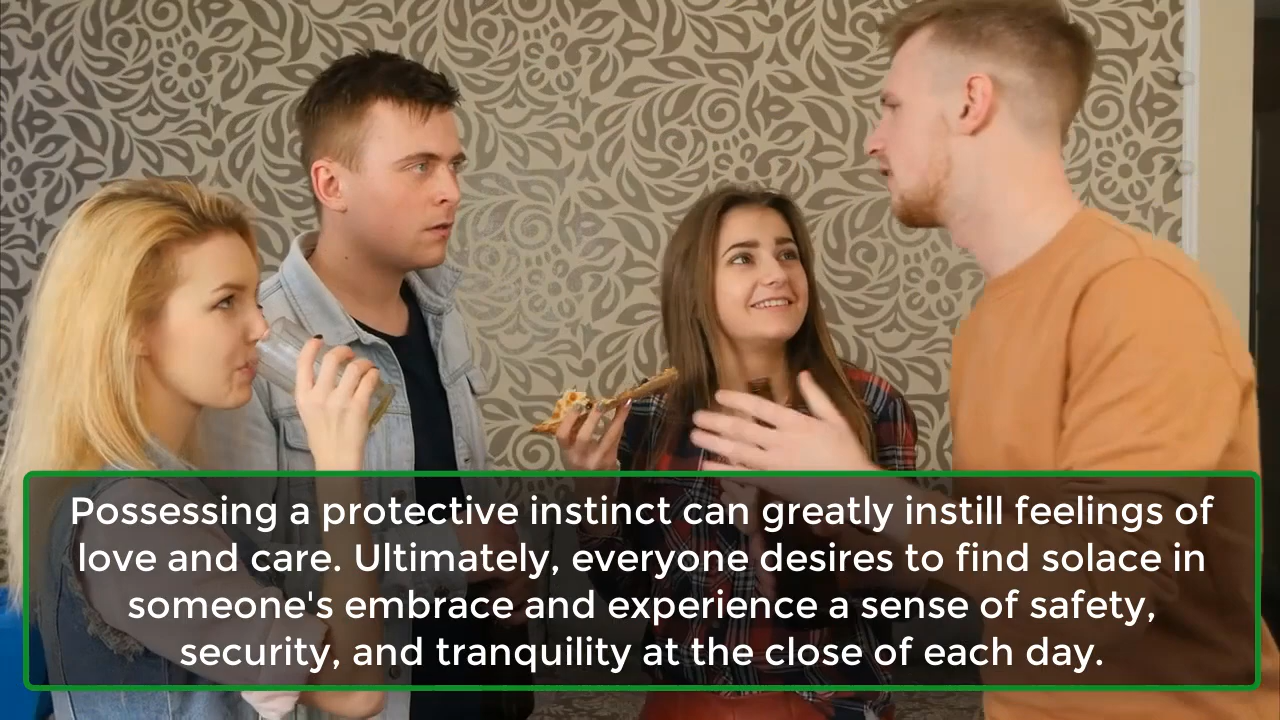 Possessing a protective instinct can greatly instill feelings of
love and care. Ultimately, everyone desires to find solace in
someone's embrace and experience a sense of safety,
security, and tranquility at the close of each day.